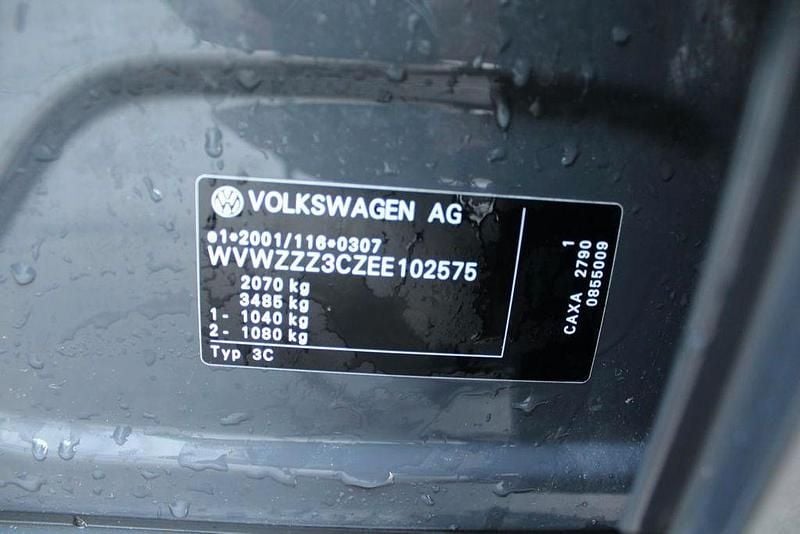 VOLKSWAGEN AG
e1*2001/116*0307
WVWZZZ3CZEE102575
2070 kg
3485 kg
1- 1040 kg
2- 1080 kg
Typ 3C
1
CAXA 2790
0855009